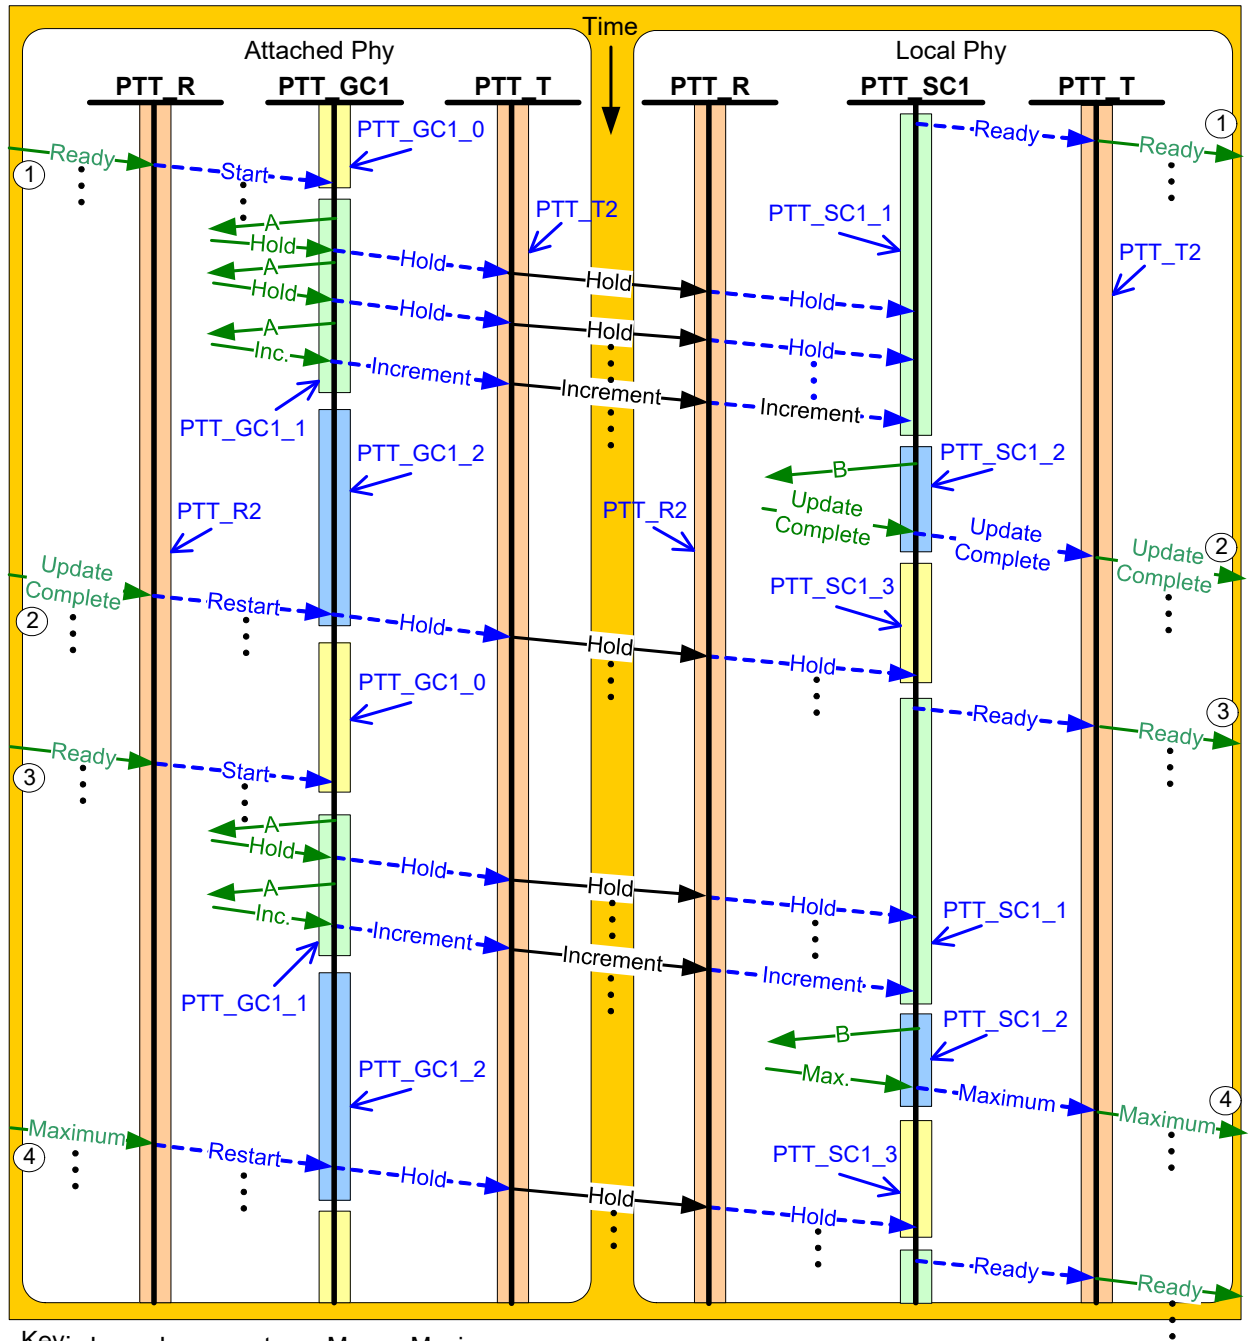 Time
Attached Phy
Local Phy
PTT_R
PTT_GC1
PTT_T
PTT_R
PTT_SC1
PTT_T
PTT_GC1_0
Ready
1
Ready
Ready
1
Start
A
Hold
Hold
PTT_T2
Hold
Hold
PTT_SC1_1
PTT_T2
A
Hold
Hold
Hold
Hold
A
Inc.
Increment
Increment
Increment
PTT_GC1_1
PTT_GC1_2
PTT_SC1_2
B
PTT_R2
PTT_R2
Update
Complete
Update
Complete
2
Update
Complete
Update
Complete
2
Restart
Hold
Hold
Hold
PTT_SC1_3
PTT_GC1_0
Ready
Ready
3
Ready
3
Start
A
Hold
Hold
Hold
Hold
A
Inc.
Increment
Increment
Increment
PTT_SC1_1
PTT_GC1_1
PTT_SC1_2
B
PTT_GC1_2
Max.
Maximum
Maximum
4
Maximum
4
Restart
Hold
Hold
Hold
PTT_SC1_3
Ready
Ready